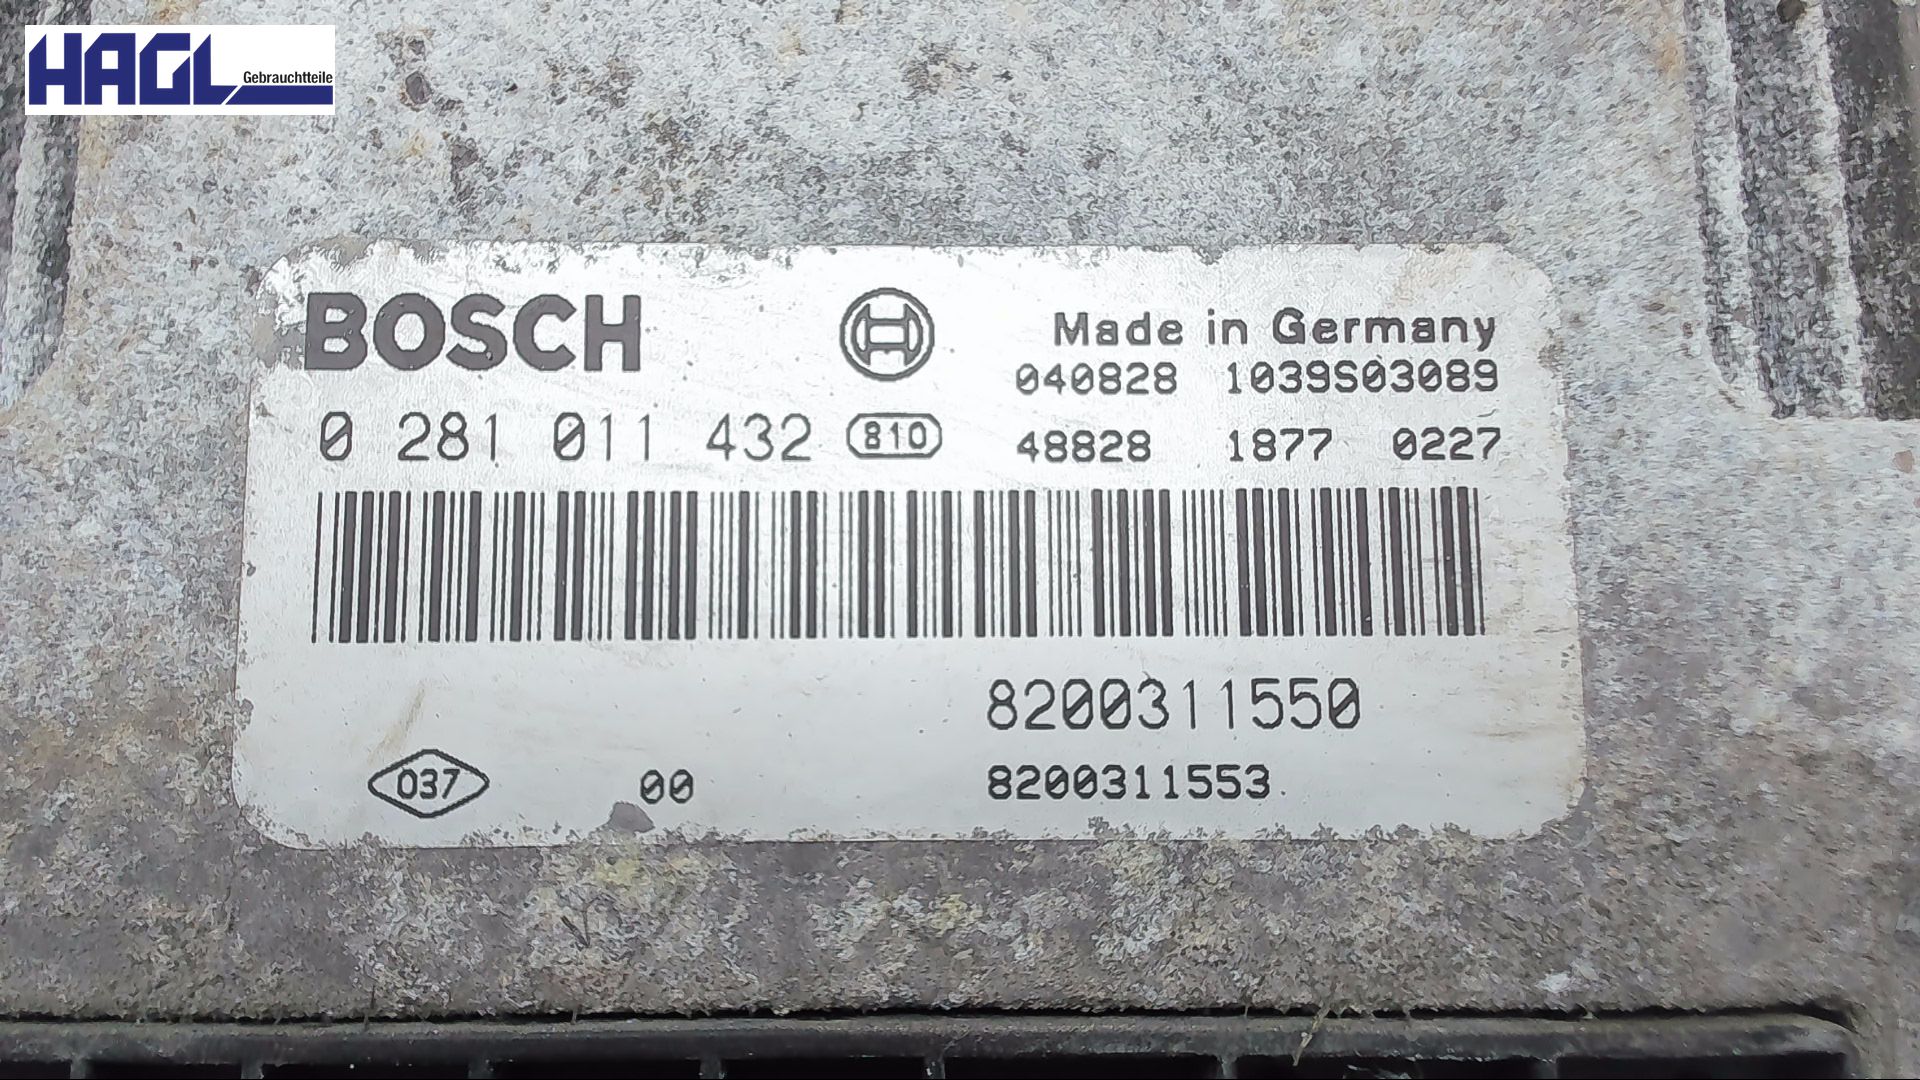 HAGL
Gebrauchtteile
BOSCH
Made in Germany
040828 1039S03089
0 281 011 432 810
48828 1877 0227
8200311550
037 00 8200311553